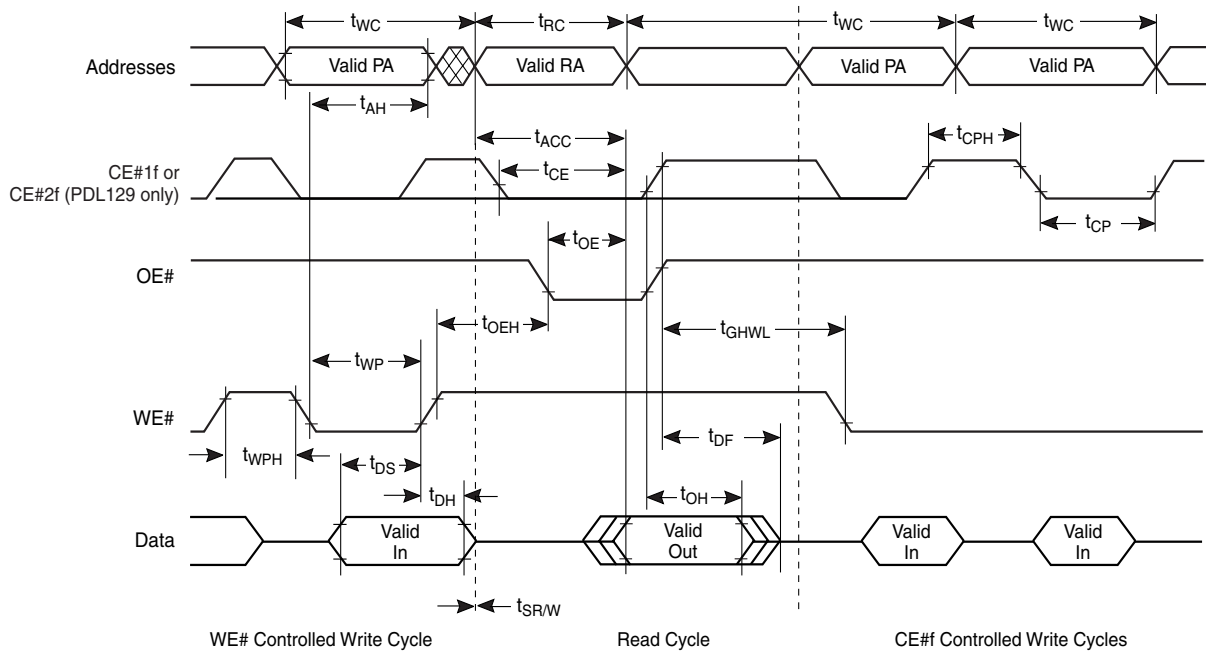 tWC tRC tWC tWC
Addresses Valid PA Valid RA Valid PA Valid PA
tAH
tACC tCPH
CE#1f or
CE#2f (PDL129 only)
tCE
tCP
tOE
OE#
tOEH tGHWL
tWP
WE#
tWPH tDS tDF
tDH tOH
Data
Valid
In
Valid
Out
Valid
In
Valid
In
tSR/W
WE# Controlled Write Cycle Read Cycle CE#f Controlled Write Cycles